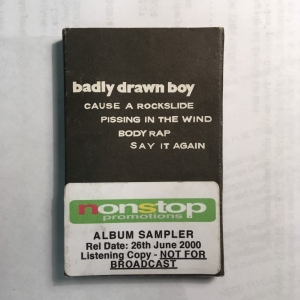 badly drawn boy
CAUSE A ROCKSLIDE
PISSING IN THE WIND
BODY RAP
SAY IT AGAIN
nonstop
promotions
ALBUM SAMPLER
Rel Date: 26th June 2000
Listening Copy - NOT FOR
BROADCAST